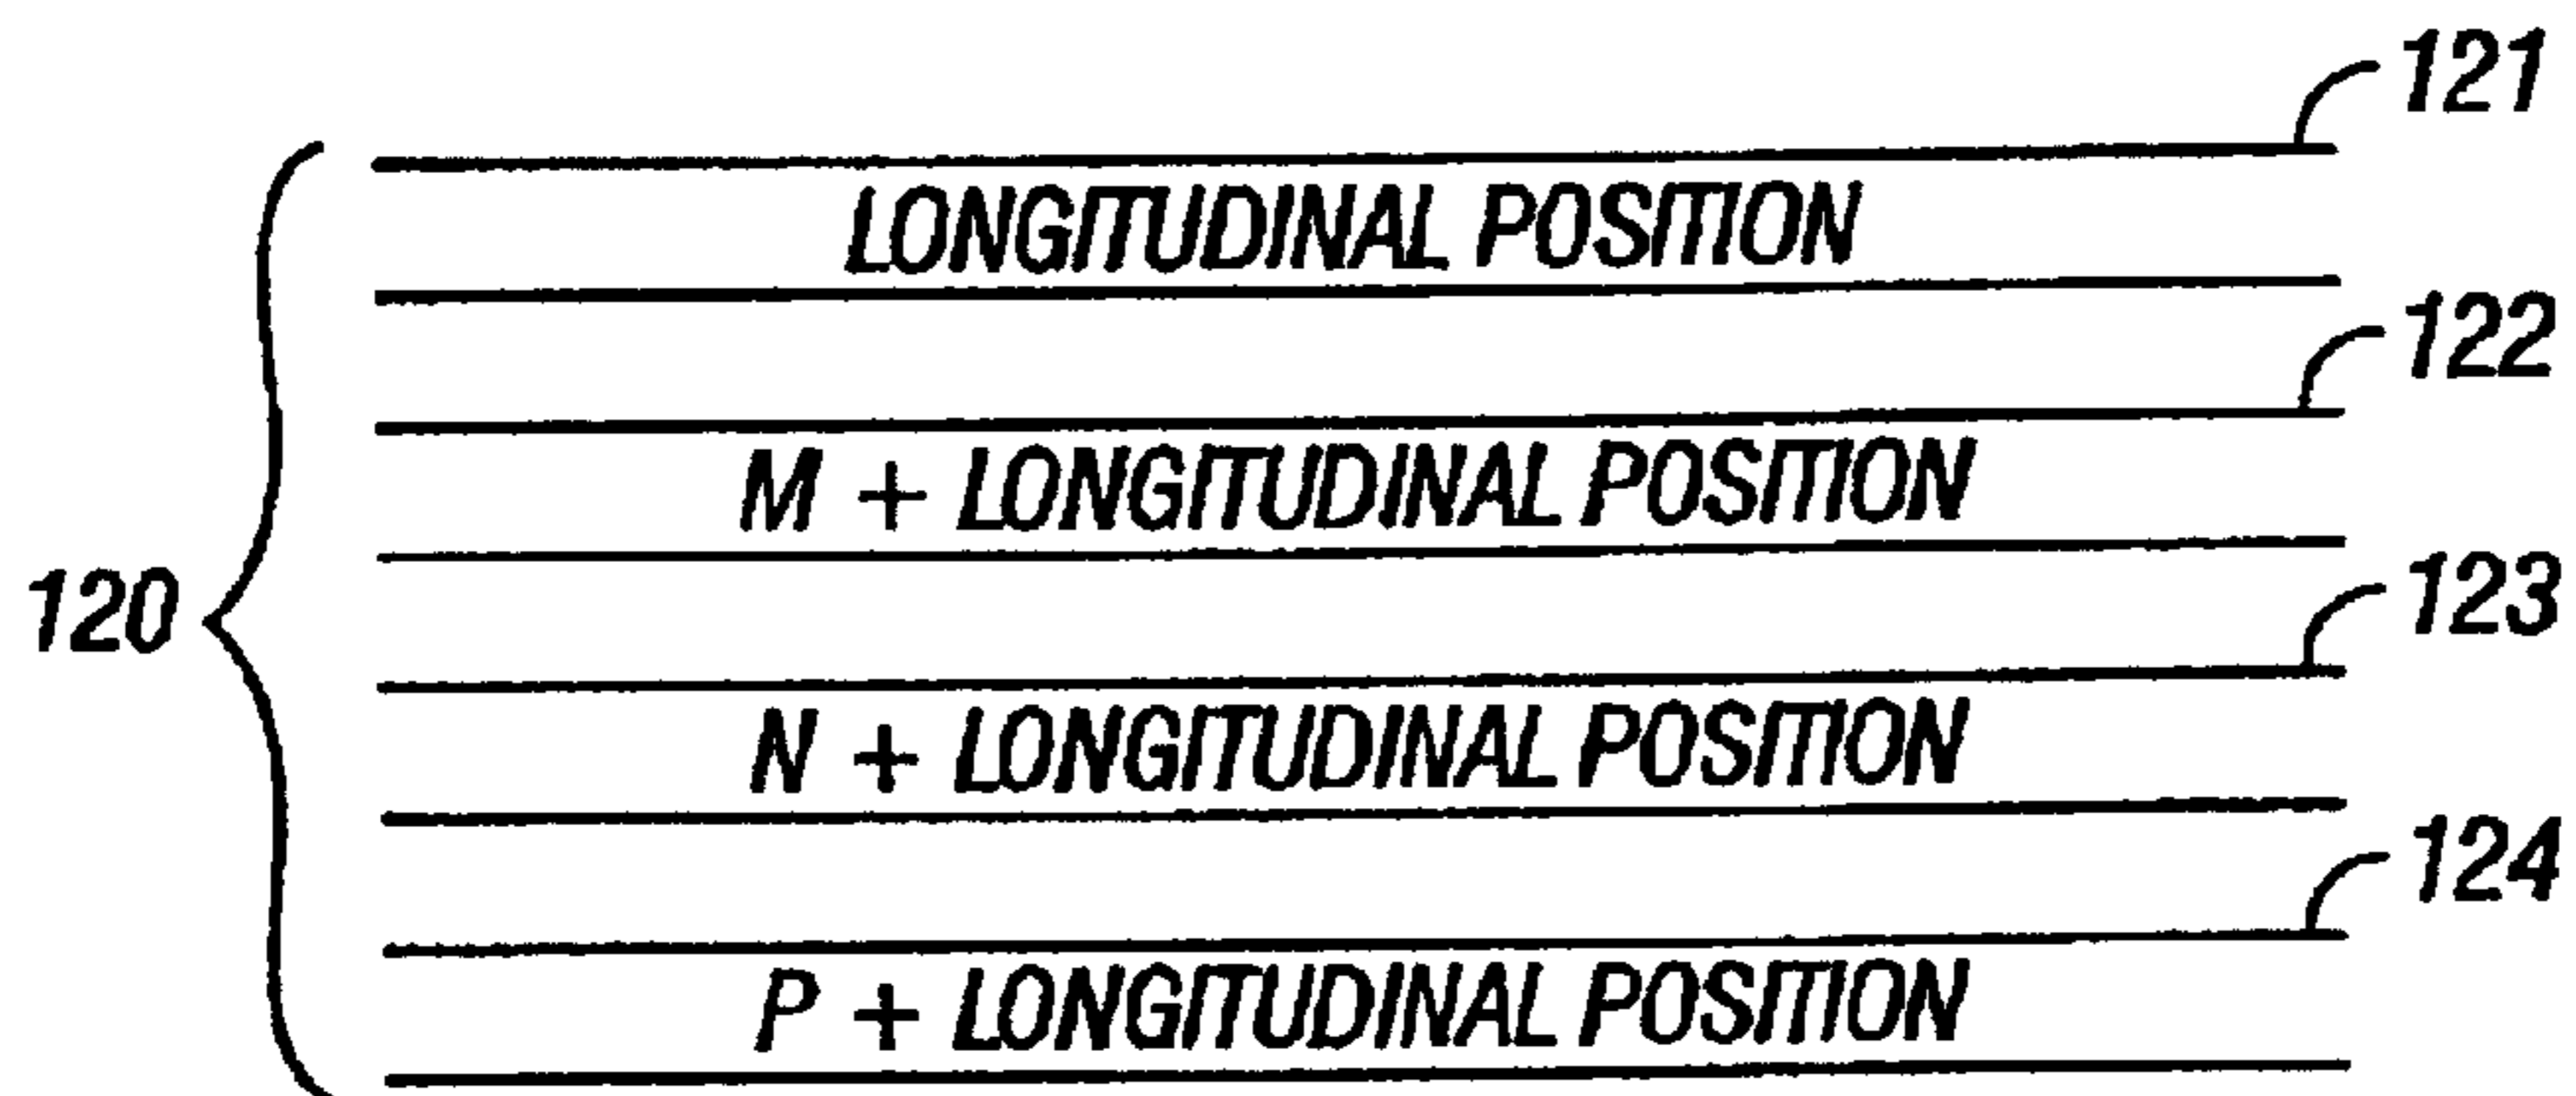 121
LONGITUDINAL POSITION
122
M + LONGITUDINAL POSITION
120
123
N + LONGITUDINAL POSITION
124
P + LONGITUDINAL POSITION